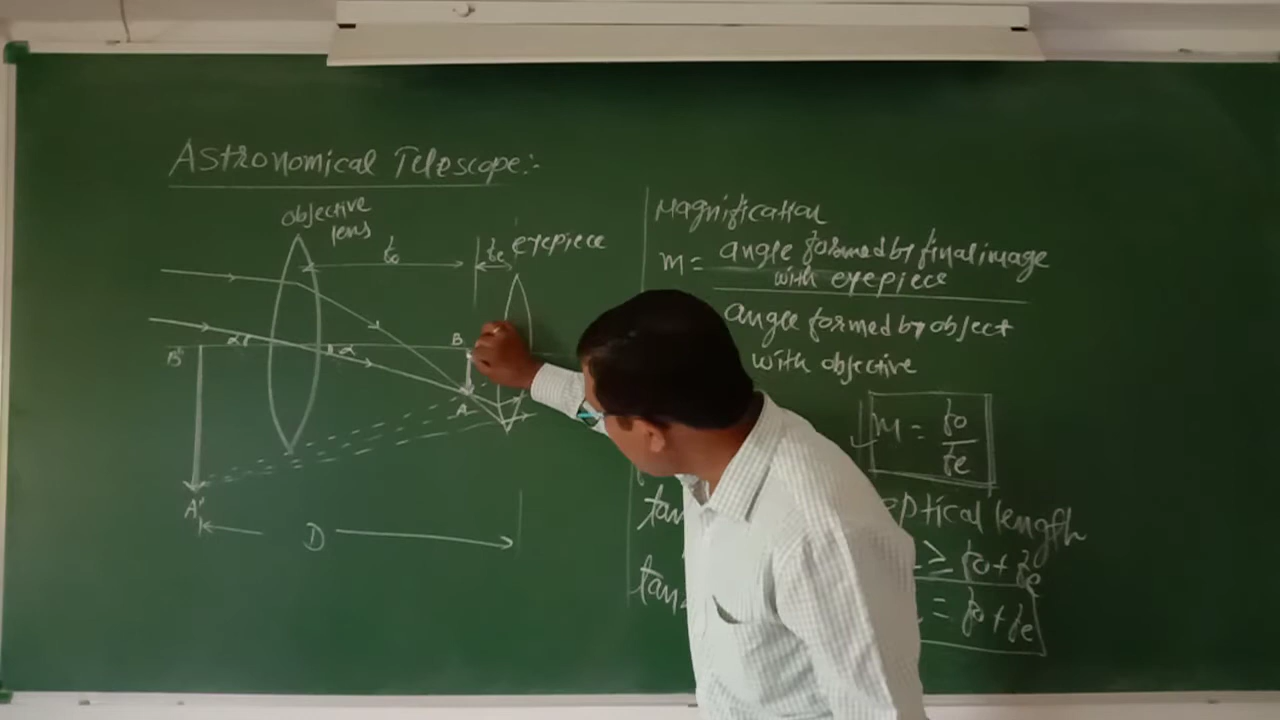 Astronomical Telescope:-
objective
lens
fo
fe
eyepiece
B
B"
α
α
A
A"
D
Magnification
m = angle formed by final image
with eyepiece
angle formed by object
with objective
m = fo
fe
tan
optical length
≥ fo + fe
tan
= fo + fe